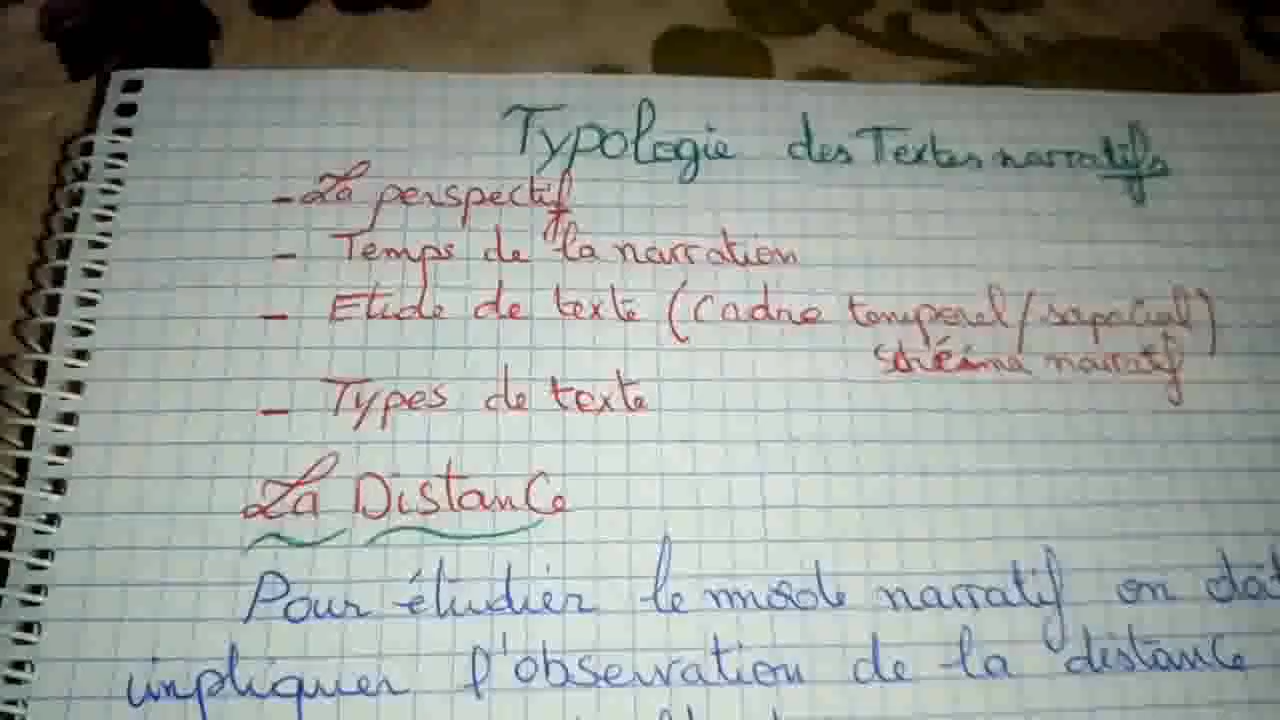 Typologie des Textes narratifs
- La perspectif
- Temps de la narration
- Etude de texte (Cadre temporel/sapacial)
schéma narratif
- Types de texte
La Distance
Pour étudier le mode narratif on doit
impliquer l'observation de la distance